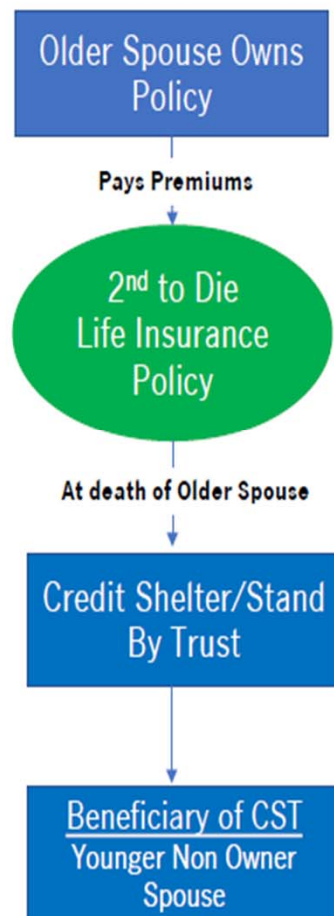 Older Spouse Owns
Policy
Pays Premiums
2nd to Die
Life Insurance
Policy
At death of Older Spouse
Credit Shelter/Stand
By Trust
Beneficiary of CST
Younger Non Owner
Spouse